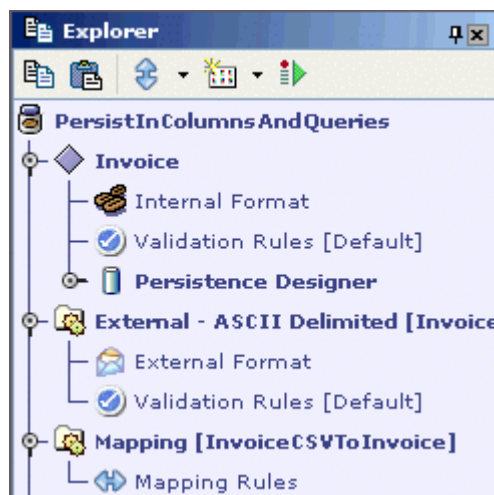 Explorer
PersistInColumnsAndQueries
Invoice
Internal Format
Validation Rules [Default]
Persistence Designer
External - ASCII Delimited [Invoice
External Format
Validation Rules [Default]
Mapping [InvoiceCSVToInvoice]
Mapping Rules